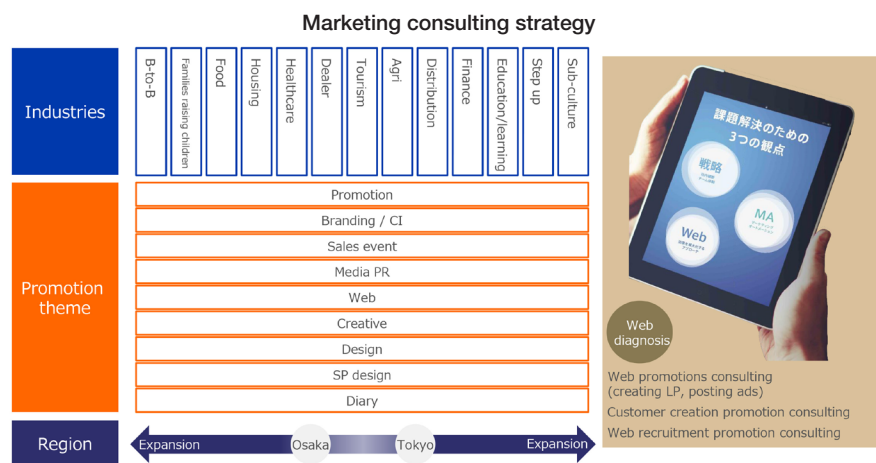 Marketing consulting strategy
Industries
B-to-B
Families raising children
Food
Housing
Healthcare
Dealer
Tourism
Agri
Distribution
Finance
Education/learning
Step up
Sub-culture
Promotion
theme
Promotion
Branding / CI
Sales event
Media PR
Web
Creative
Design
SP design
Diary
Region
Expansion
Osaka
Tokyo
Expansion
課題解決のための
3つの観点
戦略
MA
Web
Web
diagnosis
Web promotions consulting
(creating LP, posting ads)
Customer creation promotion consulting
Web recruitment promotion consulting